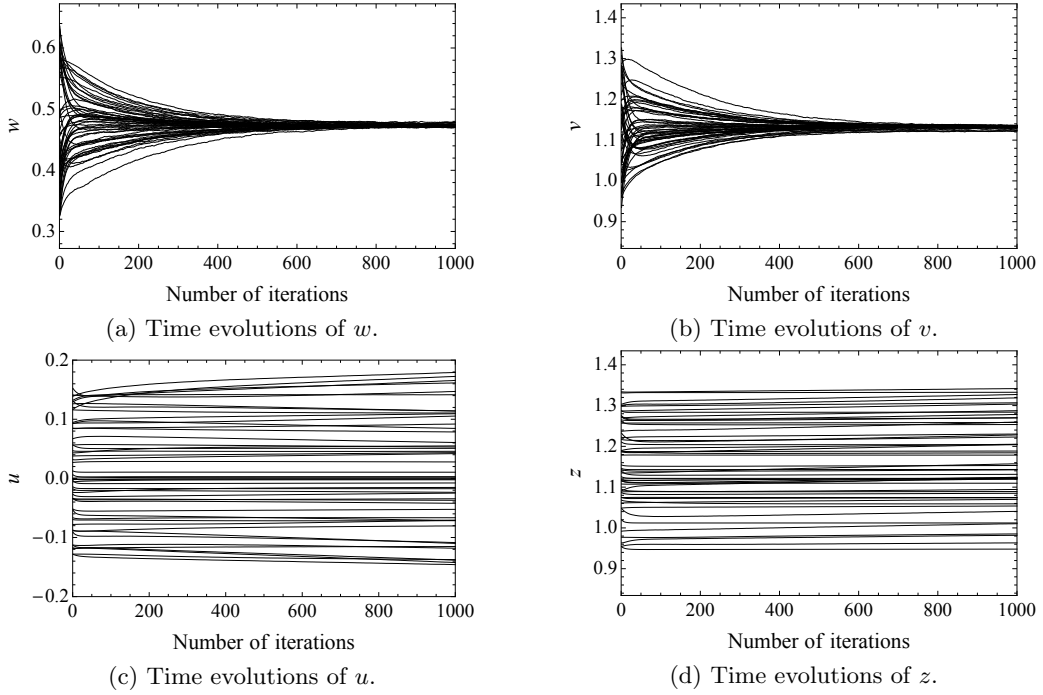 0.6
0.5
0.4
0.3
w
0 200 400 600 800 1000
Number of iterations
(a) Time evolutions of w.
1.4
1.3
1.2
1.1
1.0
0.9
v
0 200 400 600 800 1000
Number of iterations
(b) Time evolutions of v.
0.2
0.1
0.0
−0.1
−0.2
u
0 200 400 600 800 1000
Number of iterations
(c) Time evolutions of u.
1.4
1.3
1.2
1.1
1.0
0.9
z
0 200 400 600 800 1000
Number of iterations
(d) Time evolutions of z.